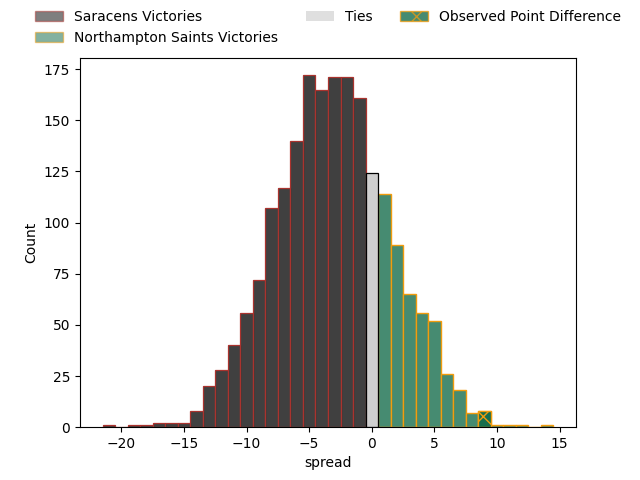 Saracens Victories
Northampton Saints Victories
Ties
Observed Point Difference
Count
175
150
125
100
75
50
25
0
−20
−15
−10
−5
0
5
10
15
spread